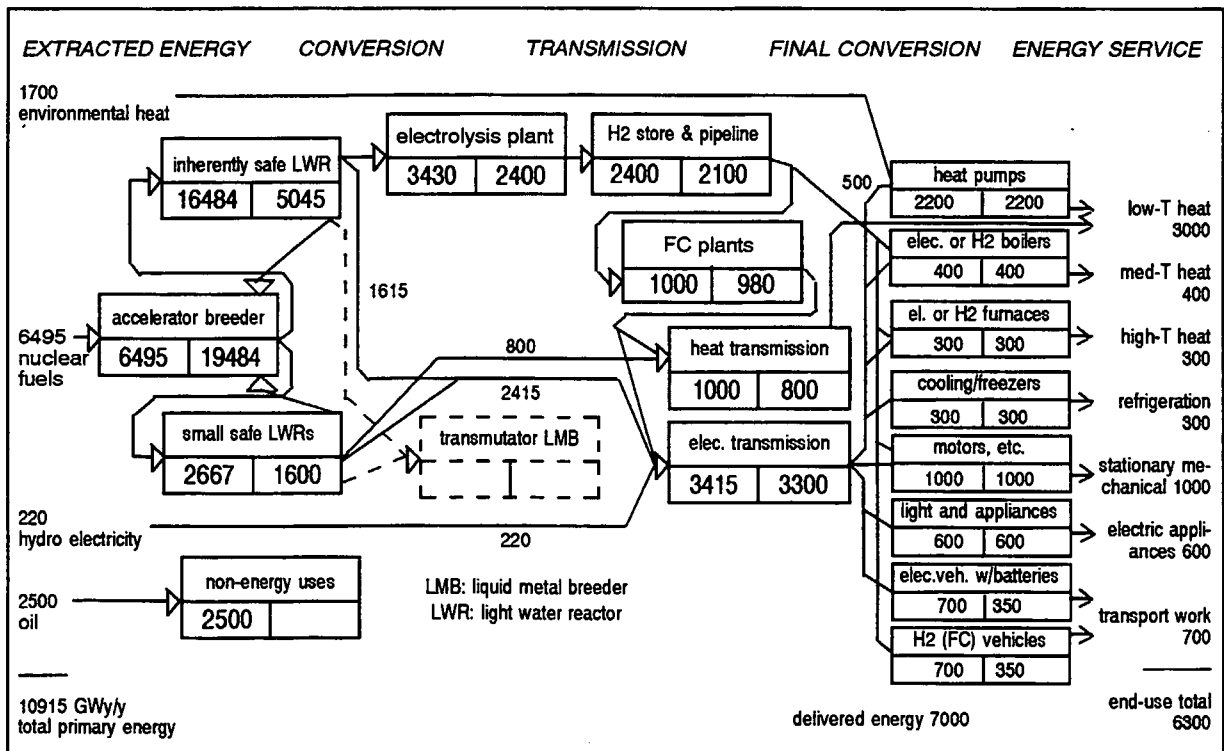 EXTRACTED ENERGY CONVERSION TRANSMISSION FINAL CONVERSION ENERGY SERVICE
1700
environmental heat
inherently safe LWR
16484 5045
electrolysis plant
3430 2400
H2 store & pipeline
2400 2100
500
heat pumps
2200 2200
low-T heat
3000
FC plants
1000 980
elec. or H2 boilers
400 400
med-T heat
400
1615
6495
nuclear
fuels
accelerator breeder
6495 19484
800
heat transmission
1000 800
el. or H2 furnaces
300 300
high-T heat
300
2415
cooling/freezers
300 300
refrigeration
300
small safe LWRs
2667 1600
transmutator LMB
elec. transmission
3415 3300
motors, etc.
1000 1000
stationary me-
chanical 1000
220
hydro electricity
220
light and appliances
600 600
electric appli-
ances 600
2500
oil
non-energy uses
2500
LMB: liquid metal breeder
LWR: light water reactor
elec.veh. w/batteries
700 350
transport work
700
H2 (FC) vehicles
700 350
10915 GWy/y
total primary energy
delivered energy 7000
end-use total
6300